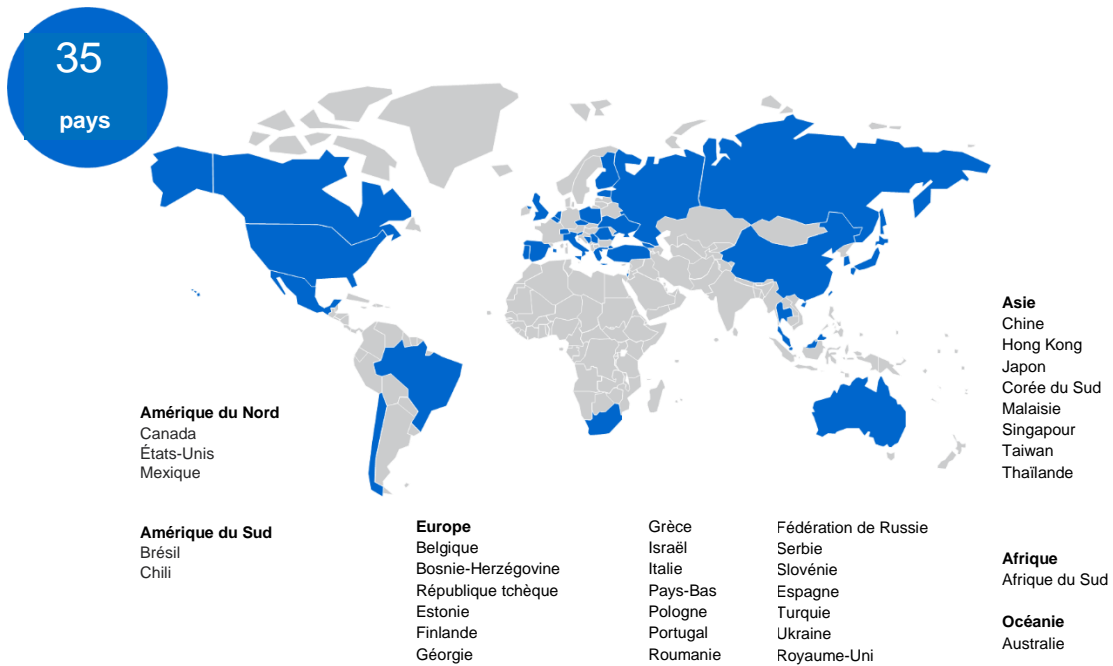 35
pays
Amérique du Nord
Canada
États-Unis
Mexique
Amérique du Sud
Brésil
Chili
Europe
Belgique
Bosnie-Herzégovine
République tchèque
Estonie
Finlande
Géorgie
Grèce
Israël
Italie
Pays-Bas
Pologne
Portugal
Roumanie
Fédération de Russie
Serbie
Slovénie
Espagne
Turquie
Ukraine
Royaume-Uni
Asie
Chine
Hong Kong
Japon
Corée du Sud
Malaisie
Singapour
Taiwan
Thaïlande
Afrique
Afrique du Sud
Océanie
Australie